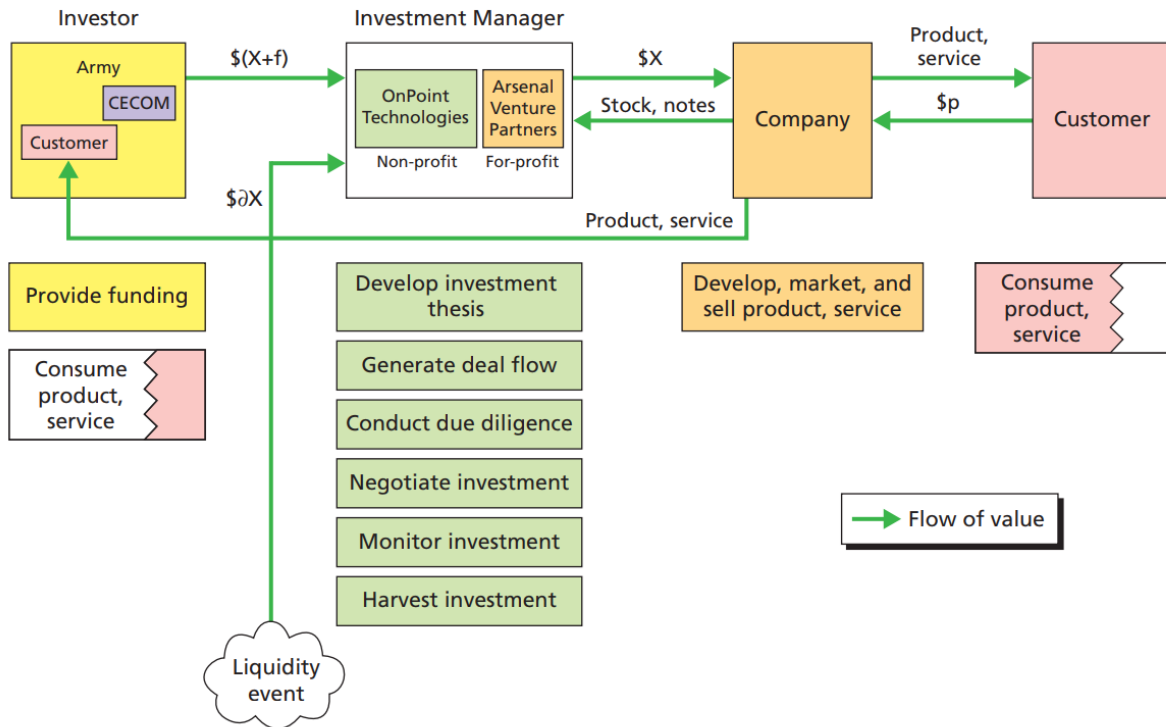 Investor
Investment Manager
Army
CECOM
Customer
$(X+f)
OnPoint
Technologies
Non-profit
Arsenal
Venture
Partners
For-profit
$X
Stock, notes
Company
Product,
service
$p
Customer
$∂X
Product, service
Provide funding
Consume
product,
service
Develop investment
thesis
Generate deal flow
Conduct due diligence
Negotiate investment
Monitor investment
Harvest investment
Develop, market, and
sell product, service
Consume
product,
service
Flow of value
Liquidity
event